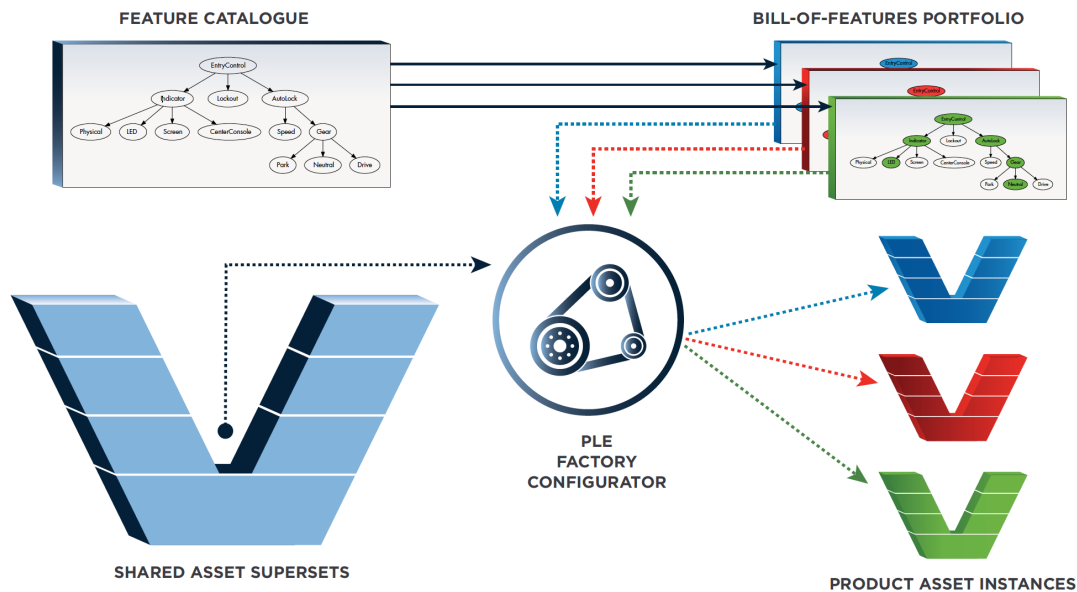 FEATURE CATALOGUE
BILL-OF-FEATURES PORTFOLIO
EntryControl
Indicator
Lockout
AutoLock
Physical
LED
Screen
CenterConsole
Speed
Gear
Park
Neutral
Drive
EntryControl
EntryControl
EntryControl
Indicator
Lockout
AutoLock
Physical
LED
Screen
CenterConsole
Speed
Gear
Park
Neutral
Drive
PLE
FACTORY
CONFIGURATOR
SHARED ASSET SUPERSETS
PRODUCT ASSET INSTANCES